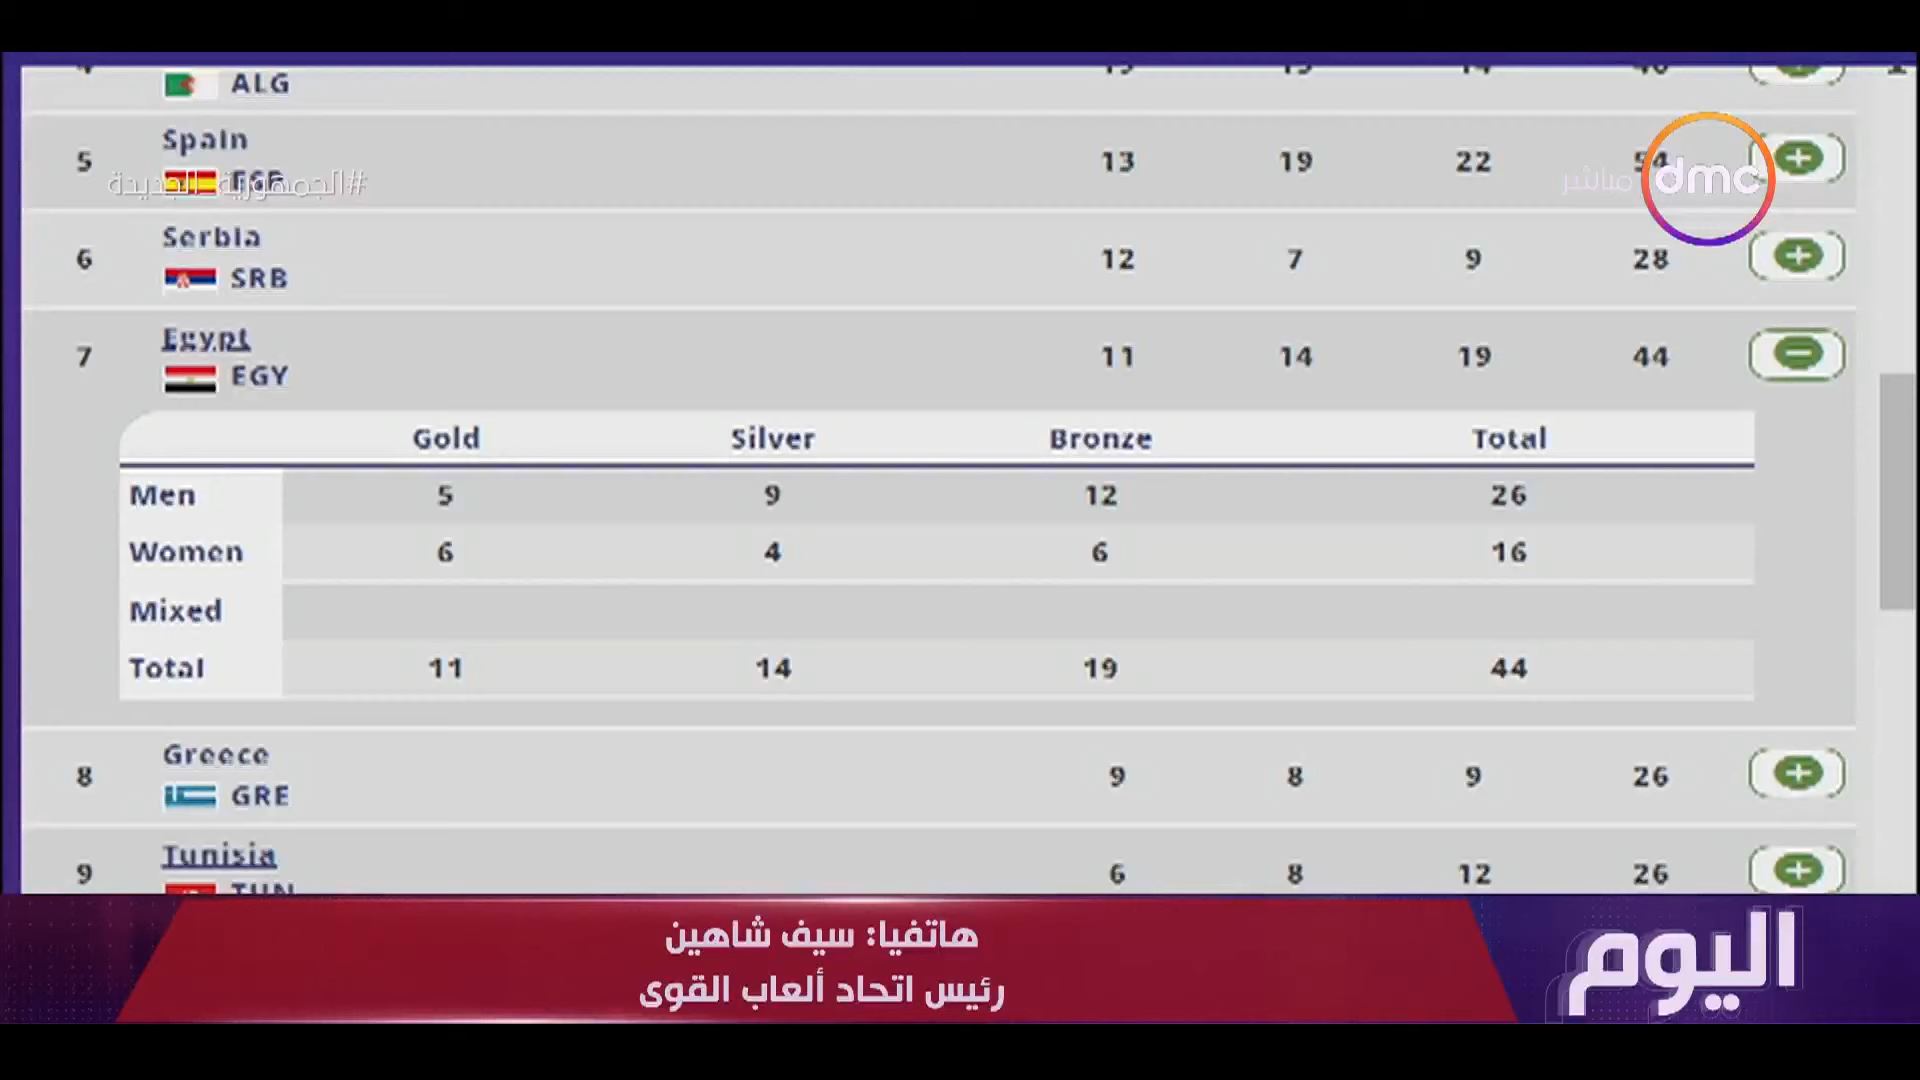 ALG
Spain
5 13 19 22 54
#الجمهورية_الجديدة
مباشر dmc
Serbia
6 12 7 9 28
SRB
Egypt
7 11 14 19 44
EGY
Gold Silver Bronze Total
Men 5 9 12 26
Women 6 4 6 16
Mixed
Total 11 14 19 44
Greece
8 9 8 9 26
GRE
Tunisia
9 6 8 12 26
TUN
هاتفيا: سيف شاهين
رئيس اتحاد ألعاب القوى
اليوم